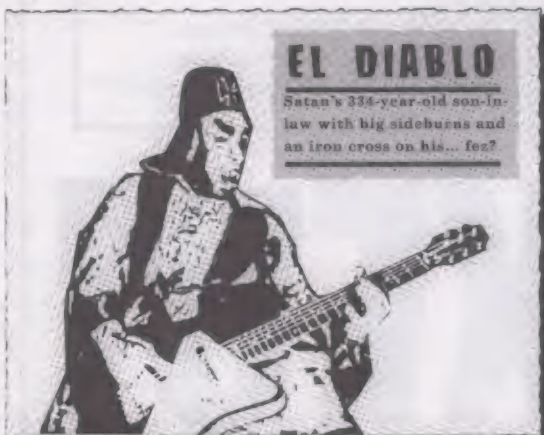 EL DIABLO
Satan's 334-year-old son-in-
law with big sideburns and
an iron cross on his... fez?